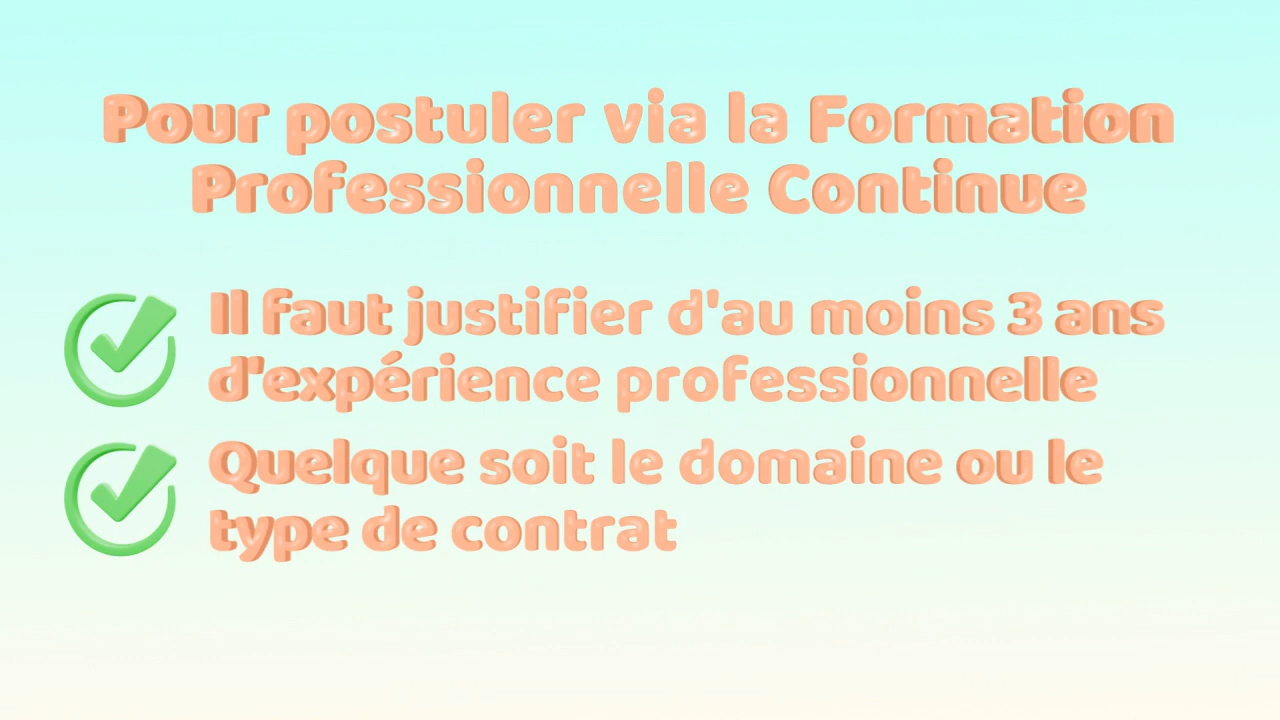 Pour postuler via la Formation
Professionnelle Continue
Il faut justifier d'au moins 3 ans
d'expérience professionnelle
Quelque soit le domaine ou le
type de contrat